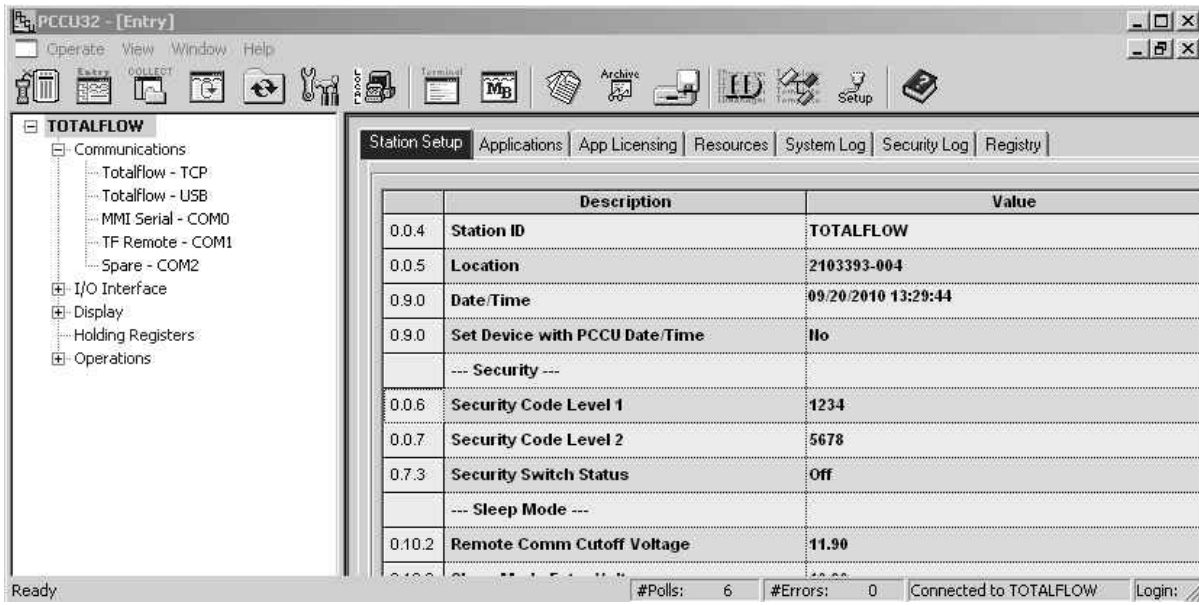 PCCU32 - [Entry]
Operate View Window Help
Entry
COLLECT
LOCAL
Terminal
MB
Archive
Setup
TOTALFLOW
Communications
Totalflow - TCP
Totalflow - USB
MMI Serial - COM0
TF Remote - COM1
Spare - COM2
I/O Interface
Display
Holding Registers
Operations
Station Setup Applications App Licensing Resources System Log Security Log Registry
Description Value
0.0.4 Station ID TOTALFLOW
0.0.5 Location 2103393-004
0.9.0 Date/Time 09/20/2010 13:29:44
0.9.0 Set Device with PCCU Date/Time No
--- Security ---
0.0.6 Security Code Level 1 1234
0.0.7 Security Code Level 2 5678
0.7.3 Security Switch Status Off
--- Sleep Mode ---
0.10.2 Remote Comm Cutoff Voltage 11.90
Ready #Polls: 6 #Errors: 0 Connected to TOTALFLOW Login: